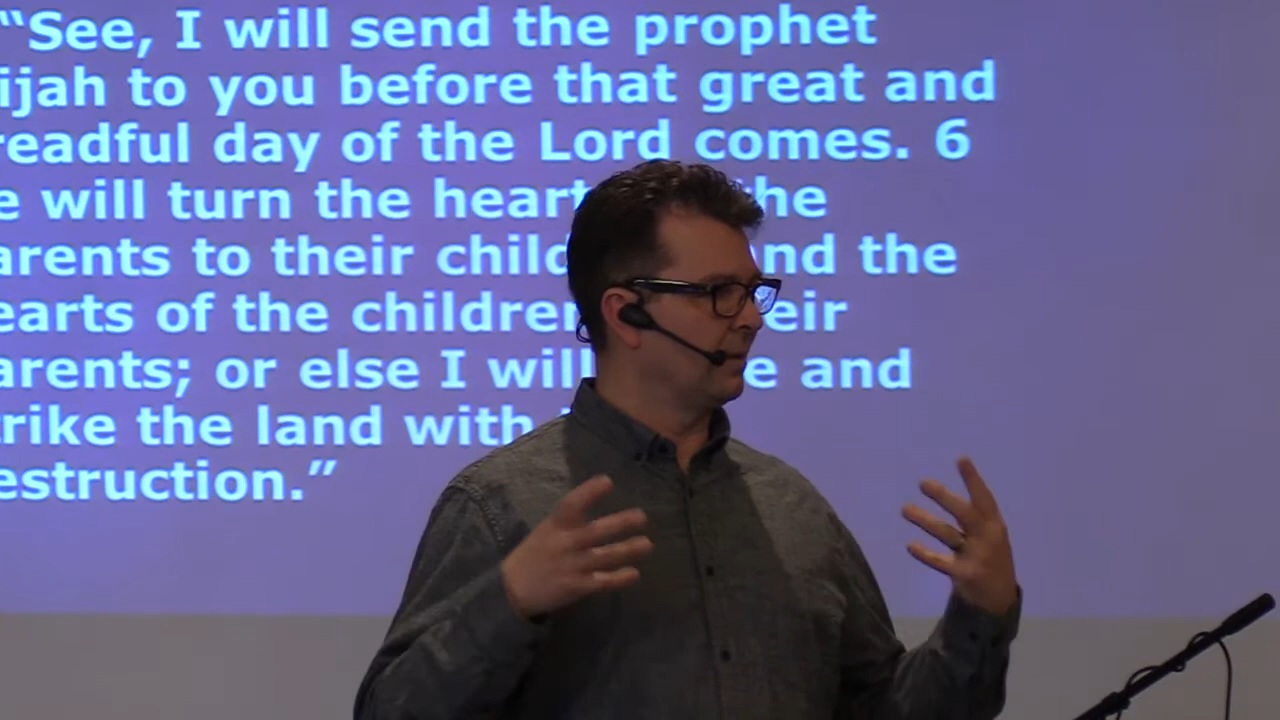 “See, I will send the prophet
ijah to you before that great and
readful day of the Lord comes. 6
e will turn the heart the
arents to their child nd the
earts of the children eir
arents; or else I will e and
rike the land with
estruction.”